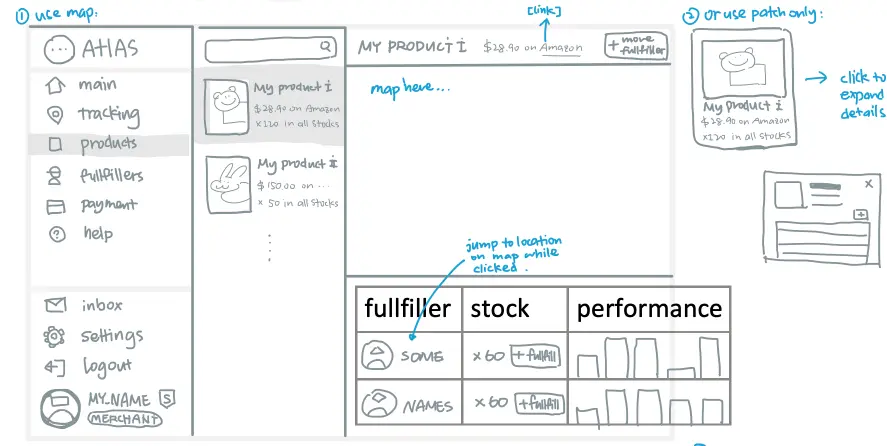 ① use map:
[link]
② or use patch only:
ATLAS
MY PRODUCT i
$28.90 on Amazon
+ more fullfiller
main
tracking
products
fullfillers
payment
help
My product i
$28.90 on Amazon
x120 in all stocks
My product i
$150.00 on ...
x 50 in all stocks
map here...
My product i
$28.90 on Amazon
x120 in all stocks
click to
expand
details
x
+
jump to location
on map while
clicked.
fullfiller stock performance
SOME x60 +fullfill
NAMES x60 +fullfill
inbox
settings
logout
MY_NAME S
MERCHANT